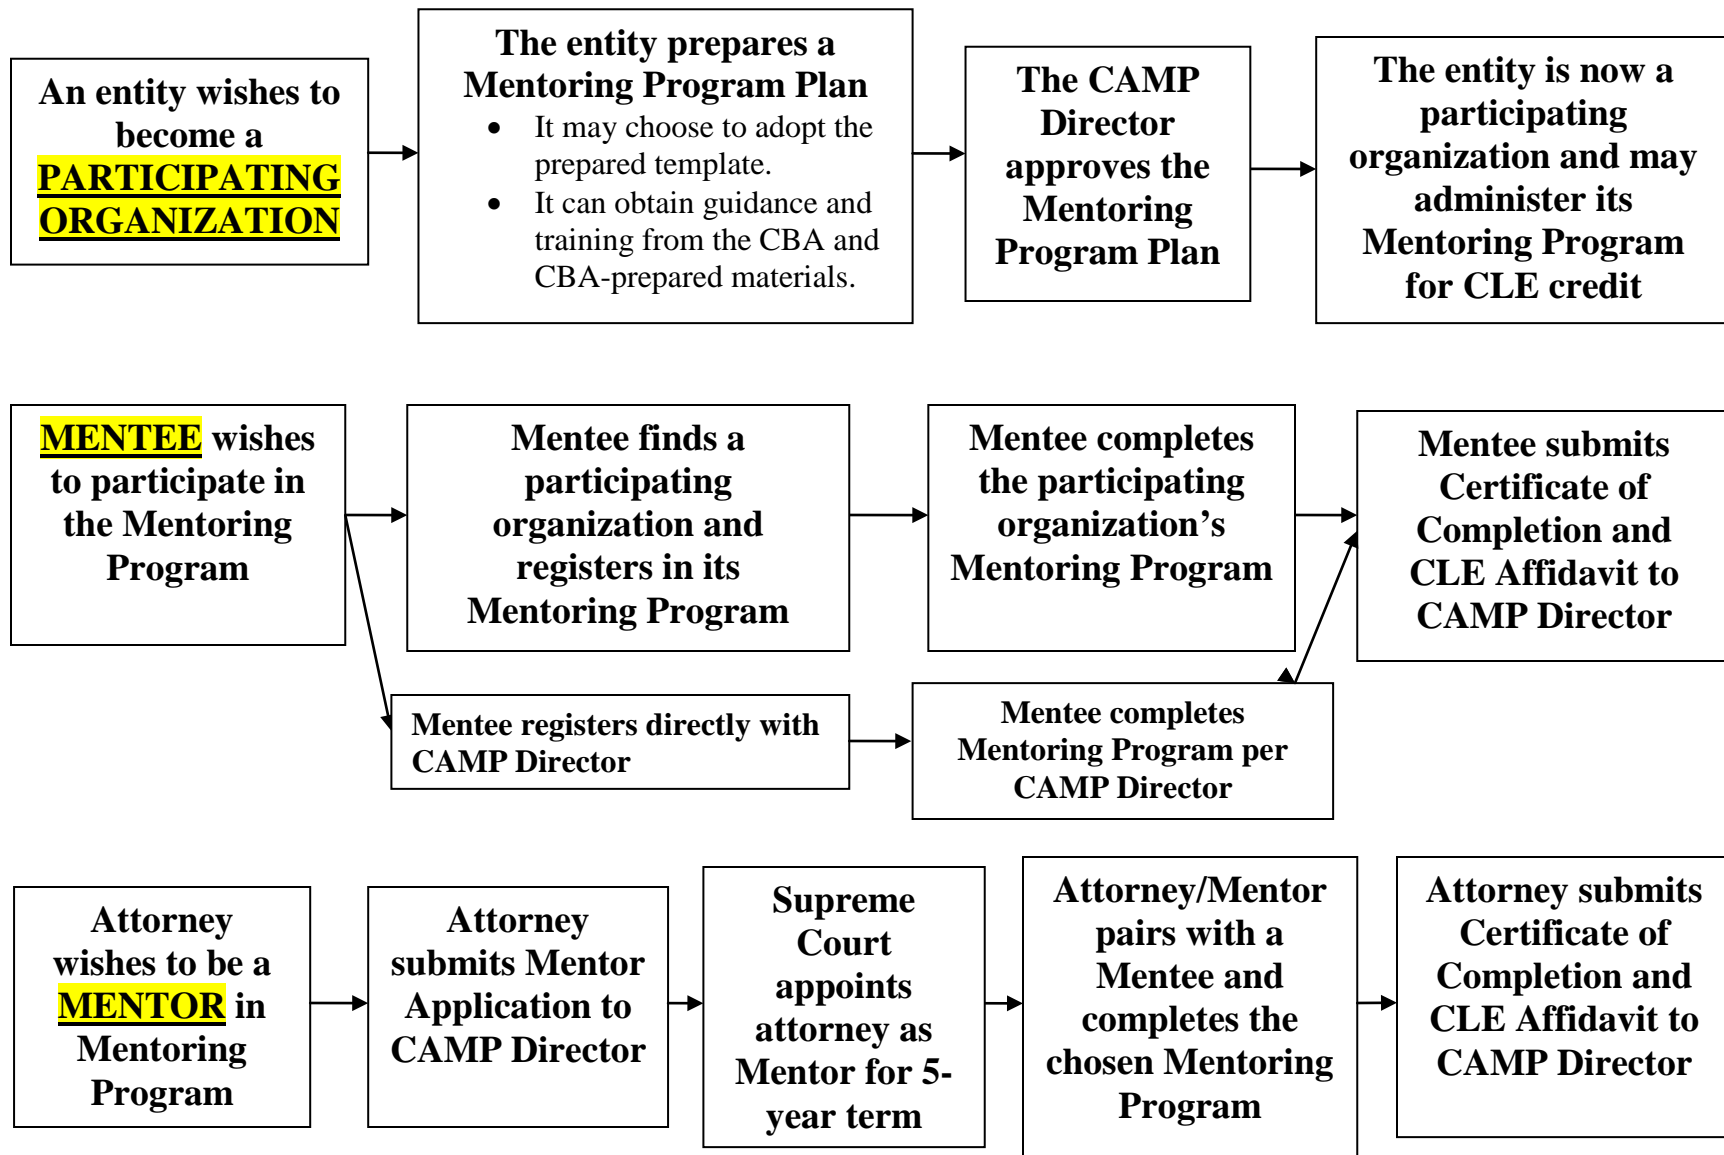 An entity wishes to
become a
PARTICIPATING
ORGANIZATION
The entity prepares a
Mentoring Program Plan
• It may choose to adopt the
prepared template.
• It can obtain guidance and
training from the CBA and
CBA-prepared materials.
The CAMP
Director
approves the
Mentoring
Program Plan
The entity is now a
participating
organization and may
administer its
Mentoring Program
for CLE credit
MENTEE wishes
to participate in
the Mentoring
Program
Mentee finds a
participating
organization and
registers in its
Mentoring Program
Mentee completes
the participating
organization’s
Mentoring Program
Mentee submits
Certificate of
Completion and
CLE Affidavit to
CAMP Director
Mentee registers directly with
CAMP Director
Mentee completes
Mentoring Program per
CAMP Director
Attorney
wishes to be a
MENTOR in
Mentoring
Program
Attorney
submits Mentor
Application to
CAMP Director
Supreme
Court
appoints
attorney as
Mentor for 5-
year term
Attorney/Mentor
pairs with a
Mentee and
completes the
chosen Mentoring
Program
Attorney submits
Certificate of
Completion and
CLE Affidavit to
CAMP Director